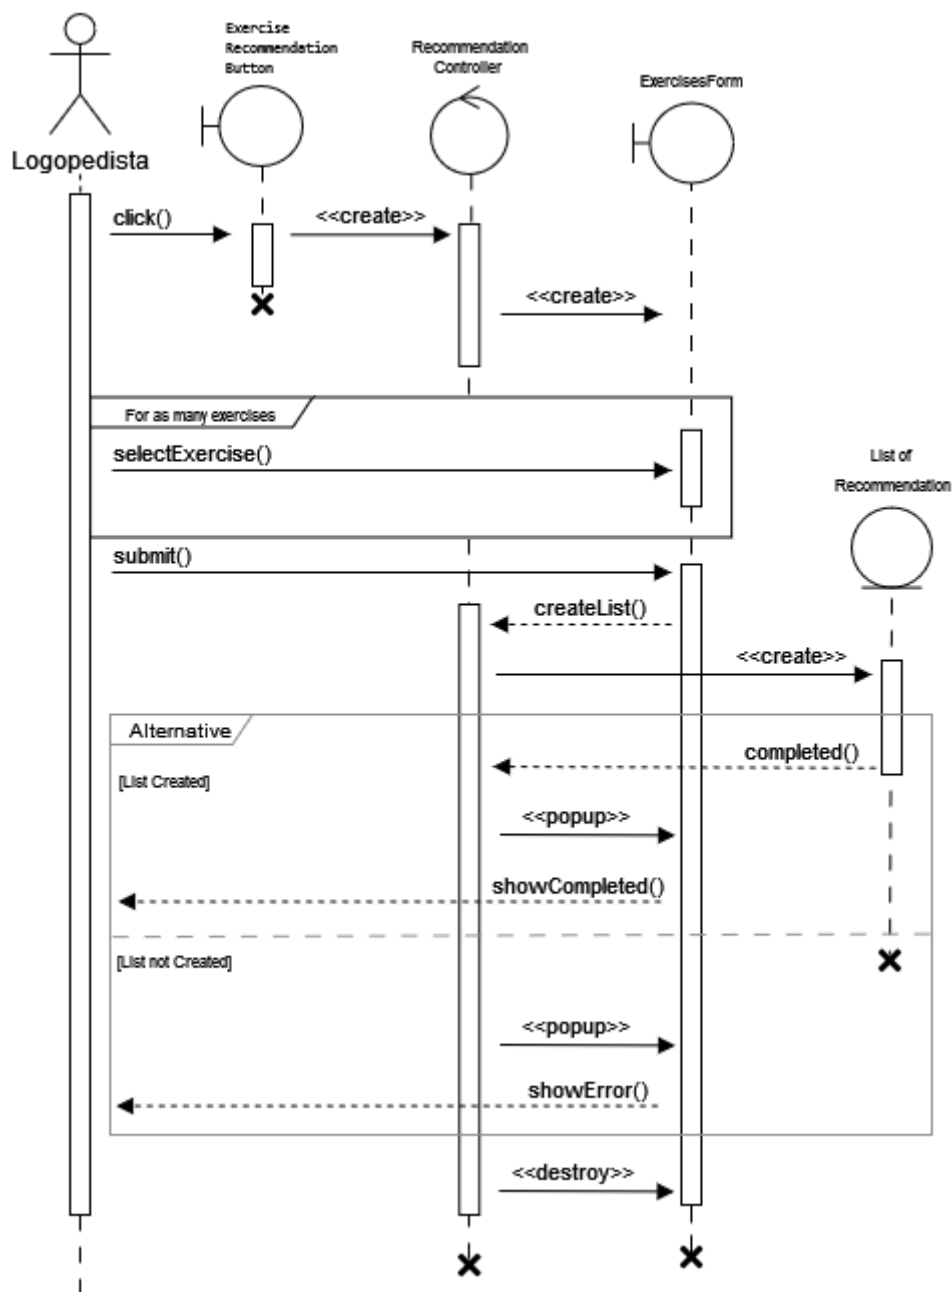 Exercise
Recommendation
Button
Recommendation
Controller
ExercisesForm
Logopedista
click()
<<create>>
<<create>>
For as many exercises
selectExercise()
List of
Recommendation
submit()
createList()
<<create>>
Alternative
completed()
[List Created]
<<popup>>
showCompleted()
[List not Created]
<<popup>>
showError()
<<destroy>>